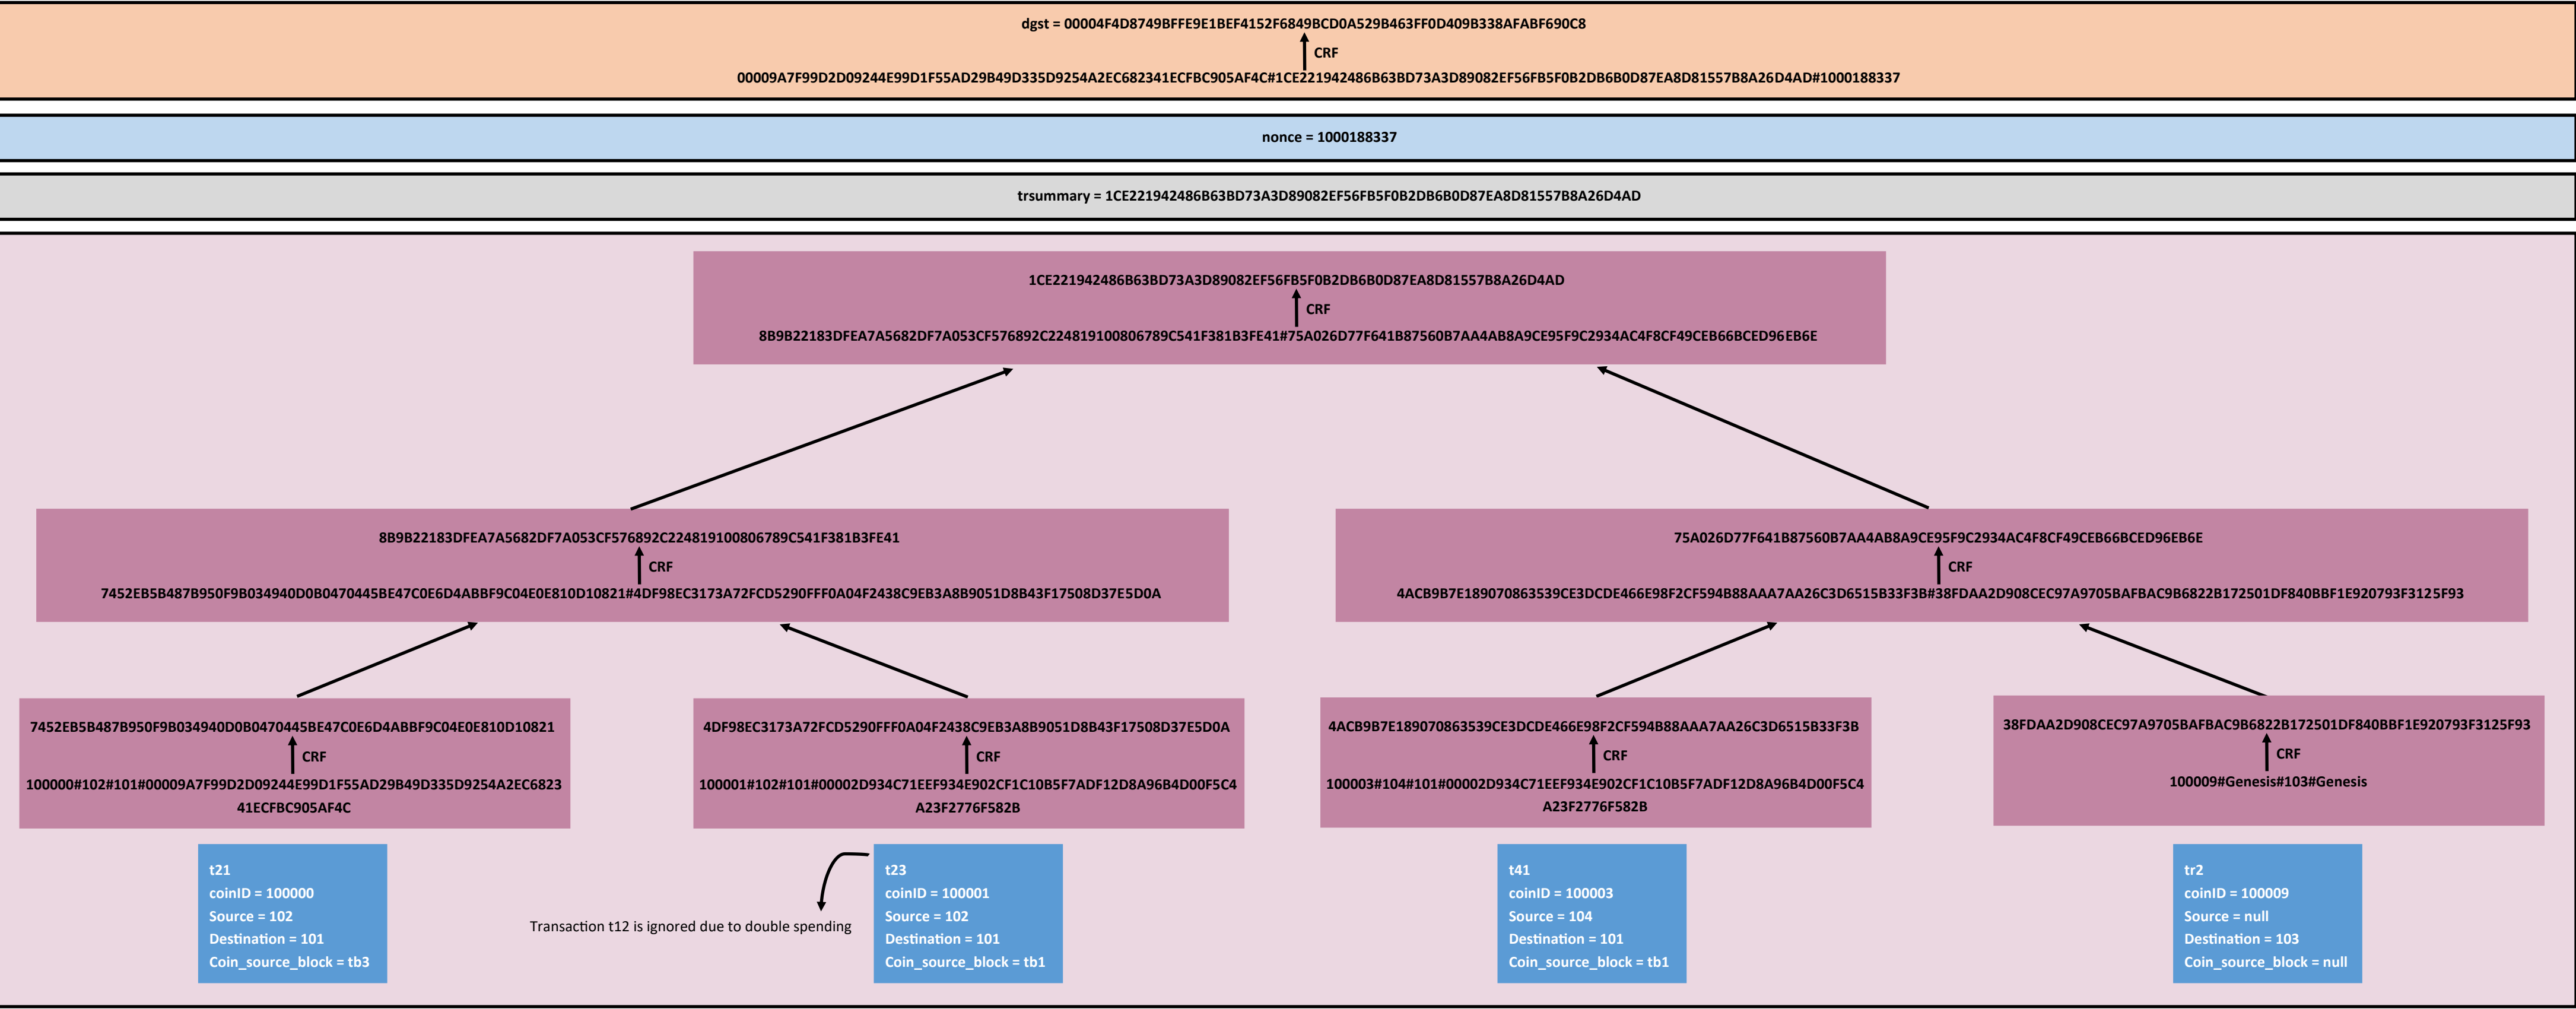 dgst = 00004F4D8749BFFE9E1BEF4152F6849BCD0A529B463FF0D409B338AFABF690C8
CRF
00009A7F99D2D09244E99D1F55AD29B49D335D9254A2EC682341ECFBC905AF4C#1CE221942486B63BD73A3D89082EF56FB5F0B2DB6B0D87EA8D81557B8A26D4AD#1000188337
nonce = 1000188337
trsummary = 1CE221942486B63BD73A3D89082EF56FB5F0B2DB6B0D87EA8D81557B8A26D4AD
1CE221942486B63BD73A3D89082EF56FB5F0B2DB6B0D87EA8D81557B8A26D4AD
CRF
8B9B22183DFEA7A5682DF7A053CF576892C224819100806789C541F381B3FE41#75A026D77F641B87560B7AA4AB8A9CE95F9C2934AC4F8CF49CEB66BCED96EB6E
8B9B22183DFEA7A5682DF7A053CF576892C224819100806789C541F381B3FE41
CRF
7452EB5B487B950F9B034940D0B0470445BE47C0E6D4ABBF9C04E0E810D10821#4DF98EC3173A72FCD5290FFF0A04F2438C9EB3A8B9051D8B43F17508D37E5D0A
75A026D77F641B87560B7AA4AB8A9CE95F9C2934AC4F8CF49CEB66BCED96EB6E
CRF
4ACB9B7E189070863539CE3DCDE466E98F2CF594B88AAA7AA26C3D6515B33F3B#38FDAA2D908CEC97A9705BAFBAC9B6822B172501DF840BBF1E920793F3125F93
7452EB5B487B950F9B034940D0B0470445BE47C0E6D4ABBF9C04E0E810D10821
CRF
100000#102#101#00009A7F99D2D09244E99D1F55AD29B49D335D9254A2EC6823
41ECFBC905AF4C
4DF98EC3173A72FCD5290FFF0A04F2438C9EB3A8B9051D8B43F17508D37E5D0A
CRF
100001#102#101#00002D934C71EEF934E902CF1C10B5F7ADF12D8A96B4D00F5C4
A23F2776F582B
4ACB9B7E189070863539CE3DCDE466E98F2CF594B88AAA7AA26C3D6515B33F3B
CRF
100003#104#101#00002D934C71EEF934E902CF1C10B5F7ADF12D8A96B4D00F5C4
A23F2776F582B
38FDAA2D908CEC97A9705BAFBAC9B6822B172501DF840BBF1E920793F3125F93
CRF
100009#Genesis#103#Genesis
t21
coinID = 100000
Source = 102
Destination = 101
Coin_source_block = tb3
Transaction t12 is ignored due to double spending
t23
coinID = 100001
Source = 102
Destination = 101
Coin_source_block = tb1
t41
coinID = 100003
Source = 104
Destination = 101
Coin_source_block = tb1
tr2
coinID = 100009
Source = null
Destination = 103
Coin_source_block = null